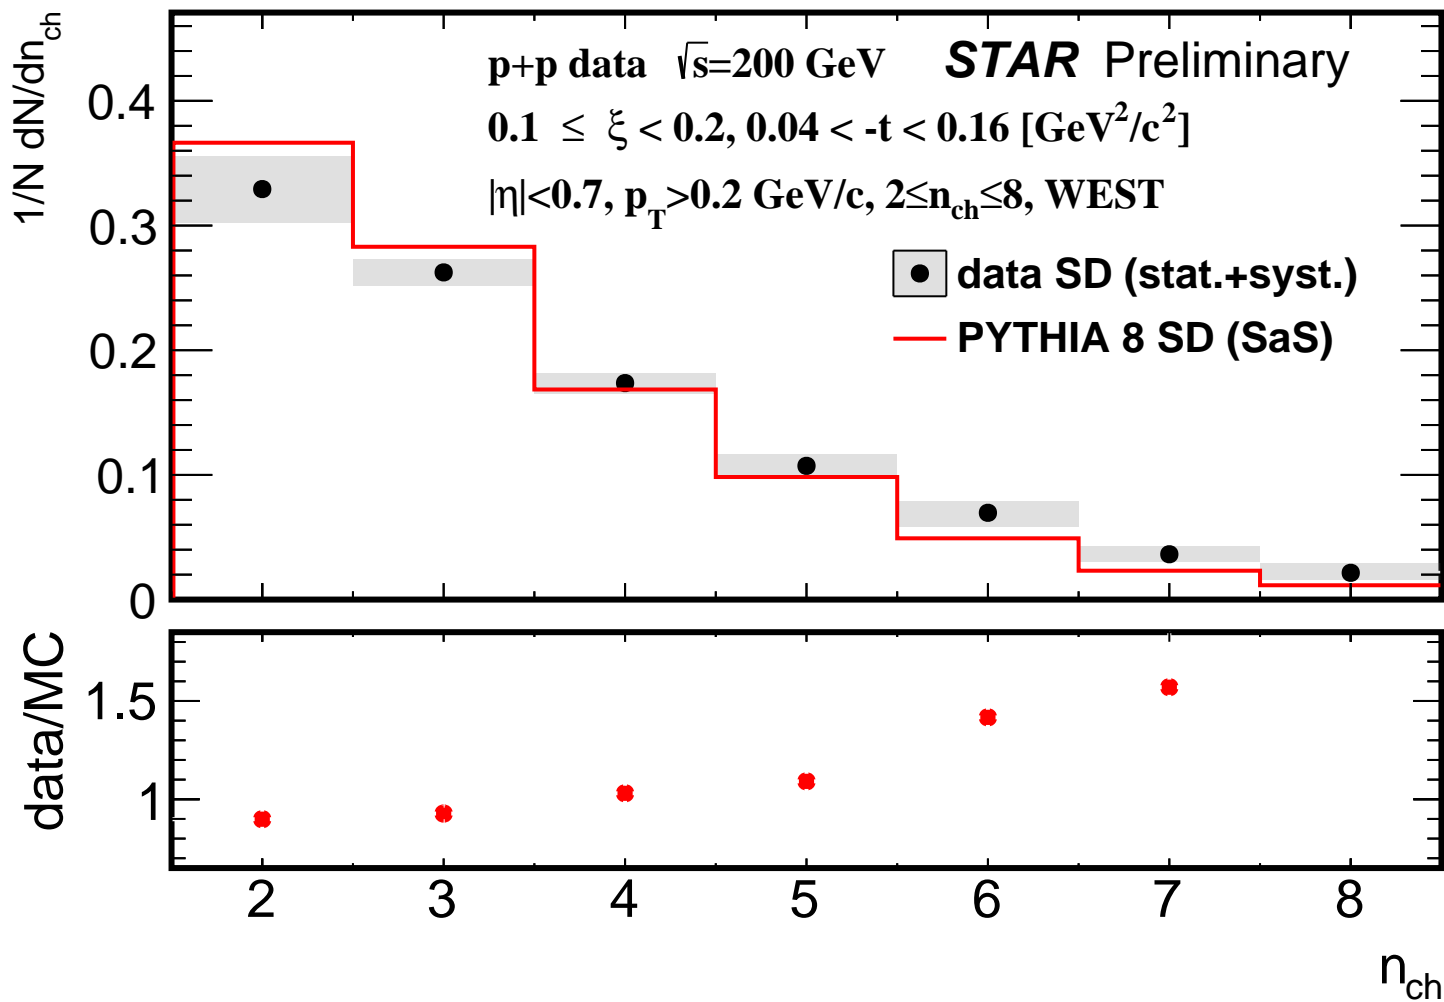 1/N dN/dn_ch
p+p data √s=200 GeV STAR Preliminary
0.1 ≤ ξ < 0.2, 0.04 < -t < 0.16 [GeV²/c²]
|η|<0.7, p_T>0.2 GeV/c, 2≤n_ch≤8, WEST
data SD (stat.+syst.)
PYTHIA 8 SD (SaS)
0.4
0.3
0.2
0.1
0
data/MC
1.5
1
2 3 4 5 6 7 8
n_ch